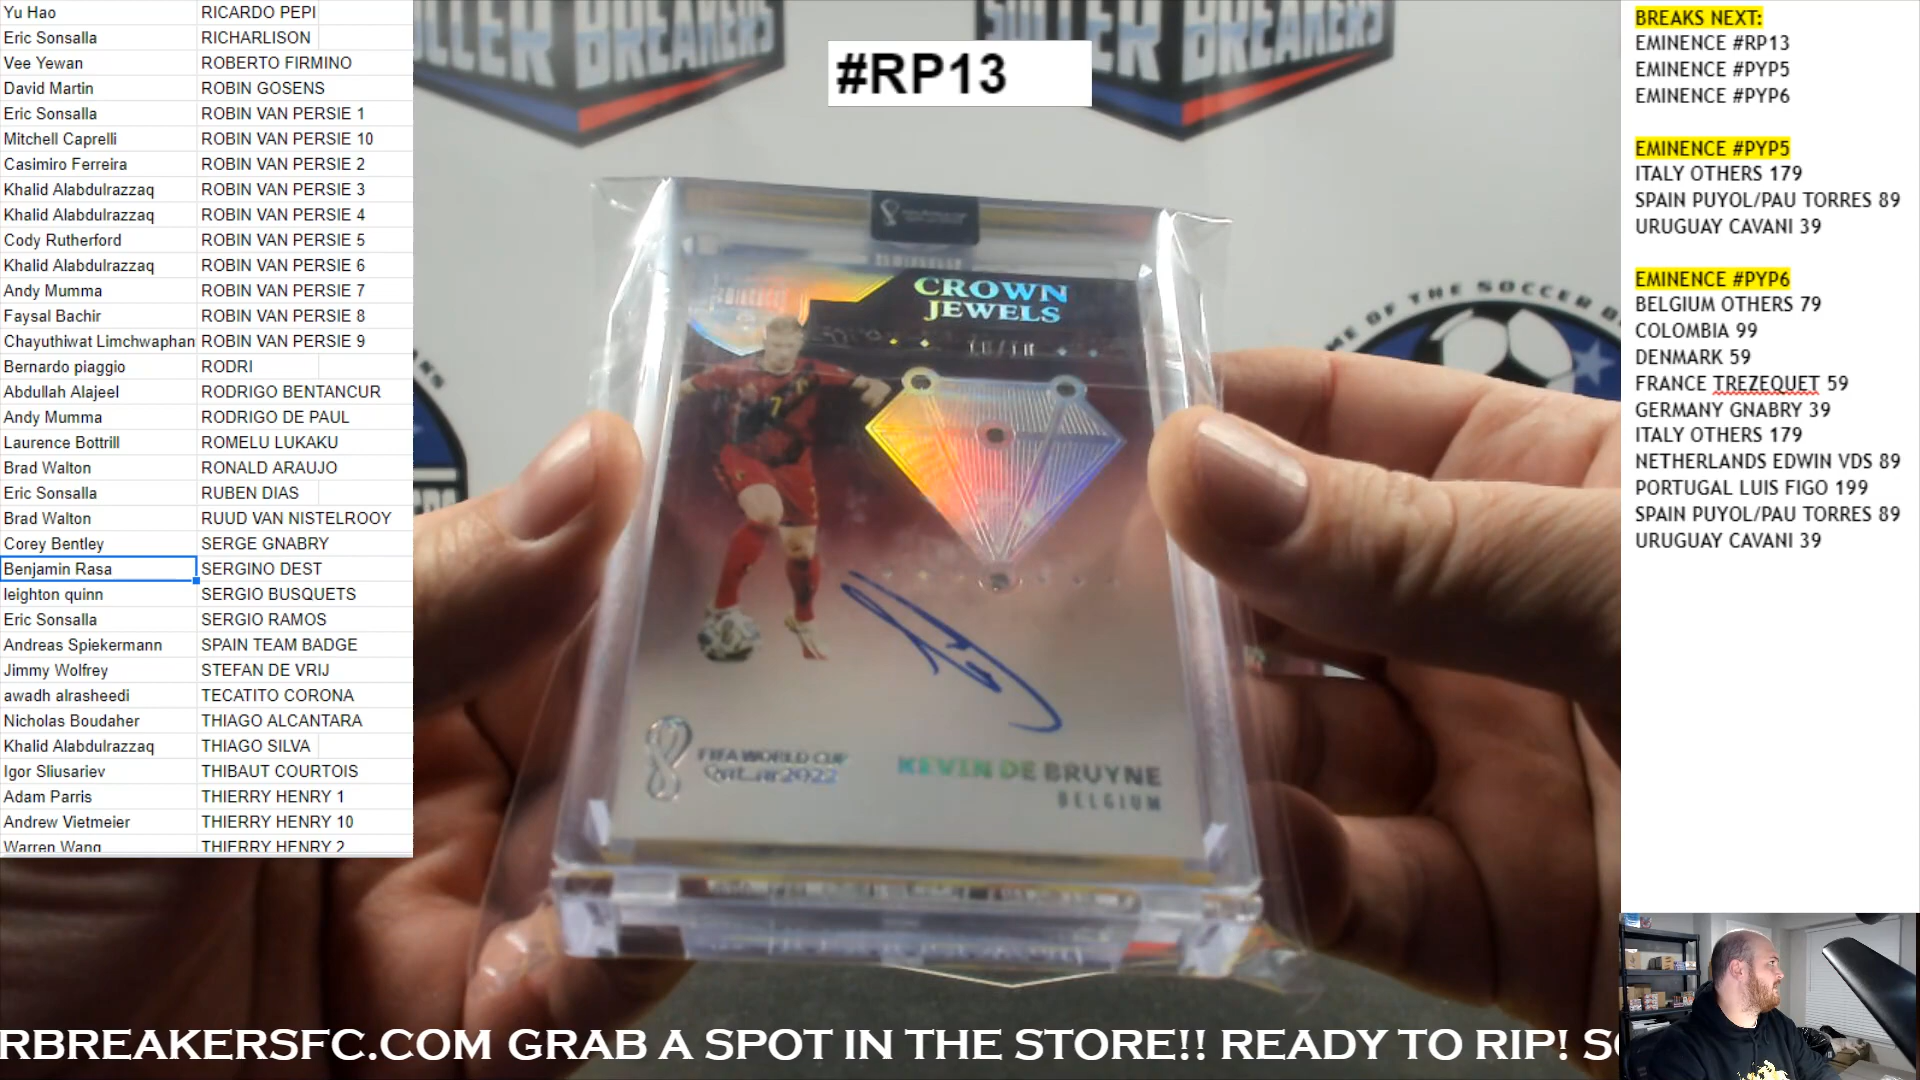 Yu Hao RICARDO PEPI
Eric Sonsalla RICHARLISON
Vee Yewan ROBERTO FIRMINO
David Martin ROBIN GOSENS
Eric Sonsalla ROBIN VAN PERSIE 1
Mitchell Caprelli ROBIN VAN PERSIE 10
Casimiro Ferreira ROBIN VAN PERSIE 2
Khalid Alabdulrazzaq ROBIN VAN PERSIE 3
Khalid Alabdulrazzaq ROBIN VAN PERSIE 4
Cody Rutherford ROBIN VAN PERSIE 5
Khalid Alabdulrazzaq ROBIN VAN PERSIE 6
Andy Mumma ROBIN VAN PERSIE 7
Faysal Bachir ROBIN VAN PERSIE 8
Chayuthiwat Limchwaphan ROBIN VAN PERSIE 9
Bernardo piaggio RODRI
Abdullah Alajeel RODRIGO BENTANCUR
Andy Mumma RODRIGO DE PAUL
Laurence Bottrill ROMELU LUKAKU
Brad Walton RONALD ARAUJO
Eric Sonsalla RUBEN DIAS
Brad Walton RUUD VAN NISTELROOY
Corey Bentley SERGE GNABRY
Benjamin Rasa SERGINO DEST
leighton quinn SERGIO BUSQUETS
Eric Sonsalla SERGIO RAMOS
Andreas Spiekermann SPAIN TEAM BADGE
Jimmy Wolfrey STEFAN DE VRIJ
awadh alrasheedi TECATITO CORONA
Nicholas Boudaher THIAGO ALCANTARA
Khalid Alabdulrazzaq THIAGO SILVA
Igor Sliusariev THIBAUT COURTOIS
Adam Parris THIERRY HENRY 1
Andrew Vietmeier THIERRY HENRY 10
Warren Wang THIERRY HENRY 2
BREAKERS
BREAKERS
#RP13
OF THE SOCCER
CROWN
JEWELS
7
FIFA WORLD CUP
Qatar2022
KEVIN DE BRUYNE
BELGIUM
BREAKS NEXT:
EMINENCE #RP13
EMINENCE #PYP5
EMINENCE #PYP6
EMINENCE #PYP5
ITALY OTHERS 179
SPAIN PUYOL/PAU TORRES 89
URUGUAY CAVANI 39
EMINENCE #PYP6
BELGIUM OTHERS 79
COLOMBIA 99
DENMARK 59
FRANCE TREZEQUET 59
GERMANY GNABRY 39
ITALY OTHERS 179
NETHERLANDS EDWIN VDS 89
PORTUGAL LUIS FIGO 199
SPAIN PUYOL/PAU TORRES 89
URUGUAY CAVANI 39
RBREAKERSFC.COM GRAB A SPOT IN THE STORE!! READY TO RIP!